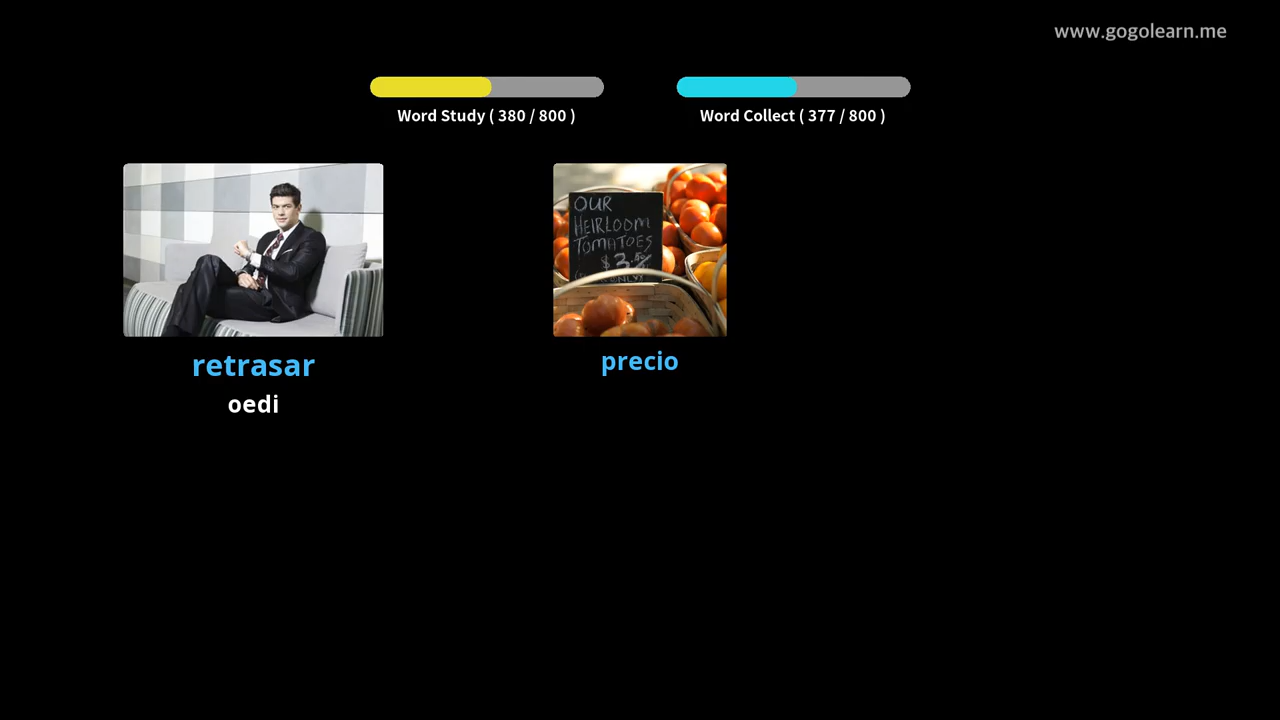 www.gogolearn.me
Word Study ( 380 / 800 )
Word Collect ( 377 / 800 )
OUR
HEIRLOOM
TOMATOES
retrasar
precio
oedi